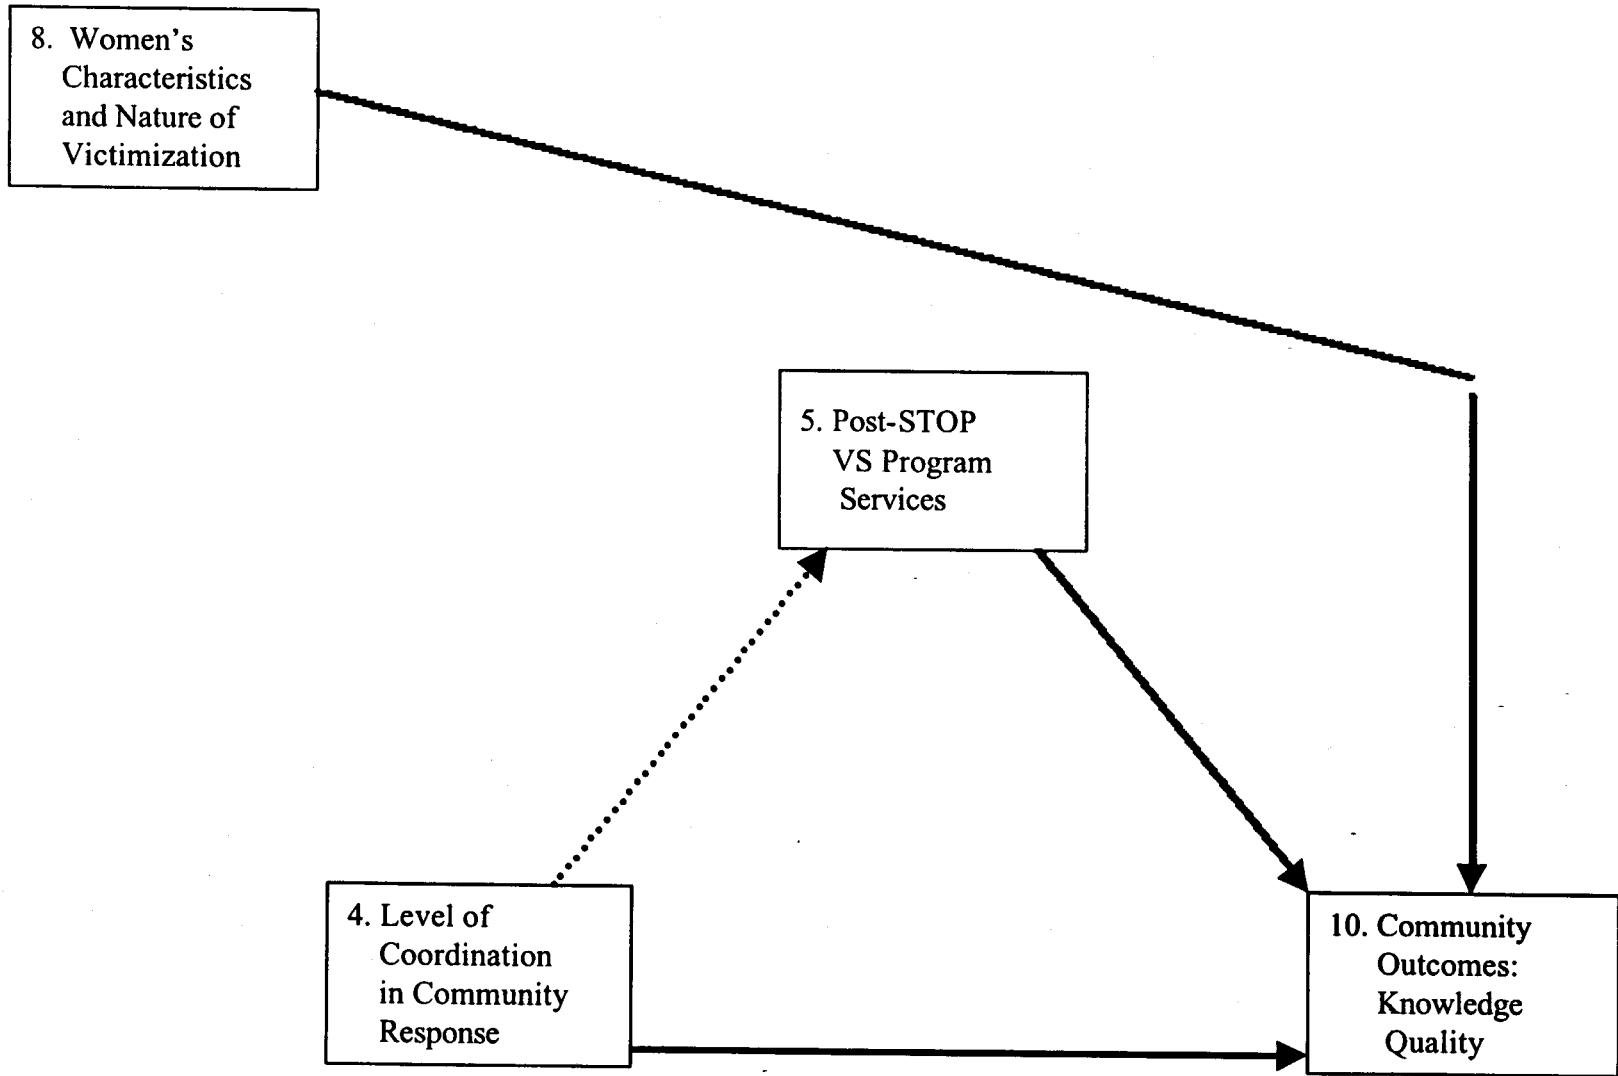 8. Women's
Characteristics
and Nature of
Victimization
5. Post-STOP
VS Program
Services
4. Level of
Coordination
in Community
Response
10. Community
Outcomes:
Knowledge
Quality